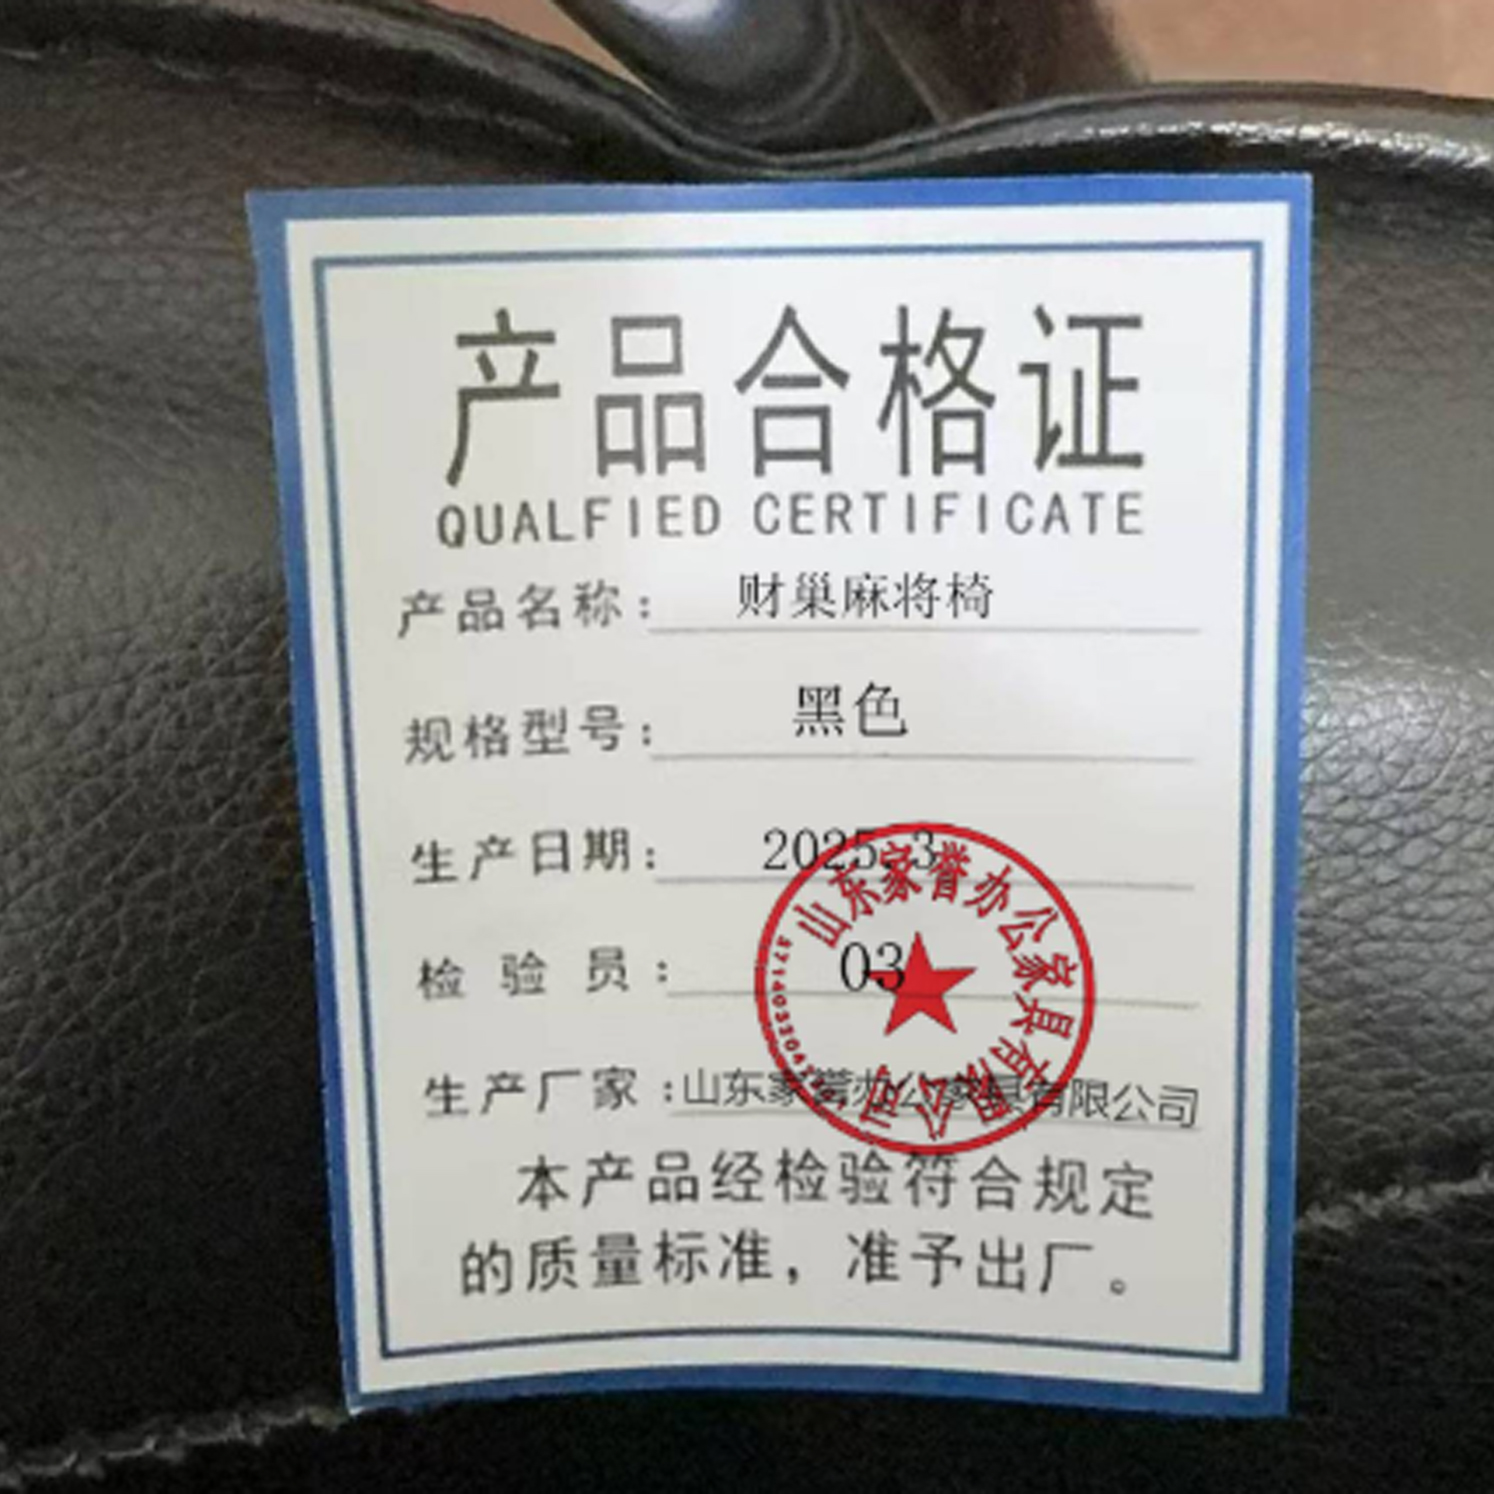 产品合格证
QUALFIED CERTIFICATE
产品名称: 财巢麻将椅
规格型号: 黑色
生产日期: 2025.3
检验员: 03
生产厂家:山东家誉办公家具有限公司
本产品经检验符合规定
的质量标准，准予出厂。
山东家誉办公家具有限公司